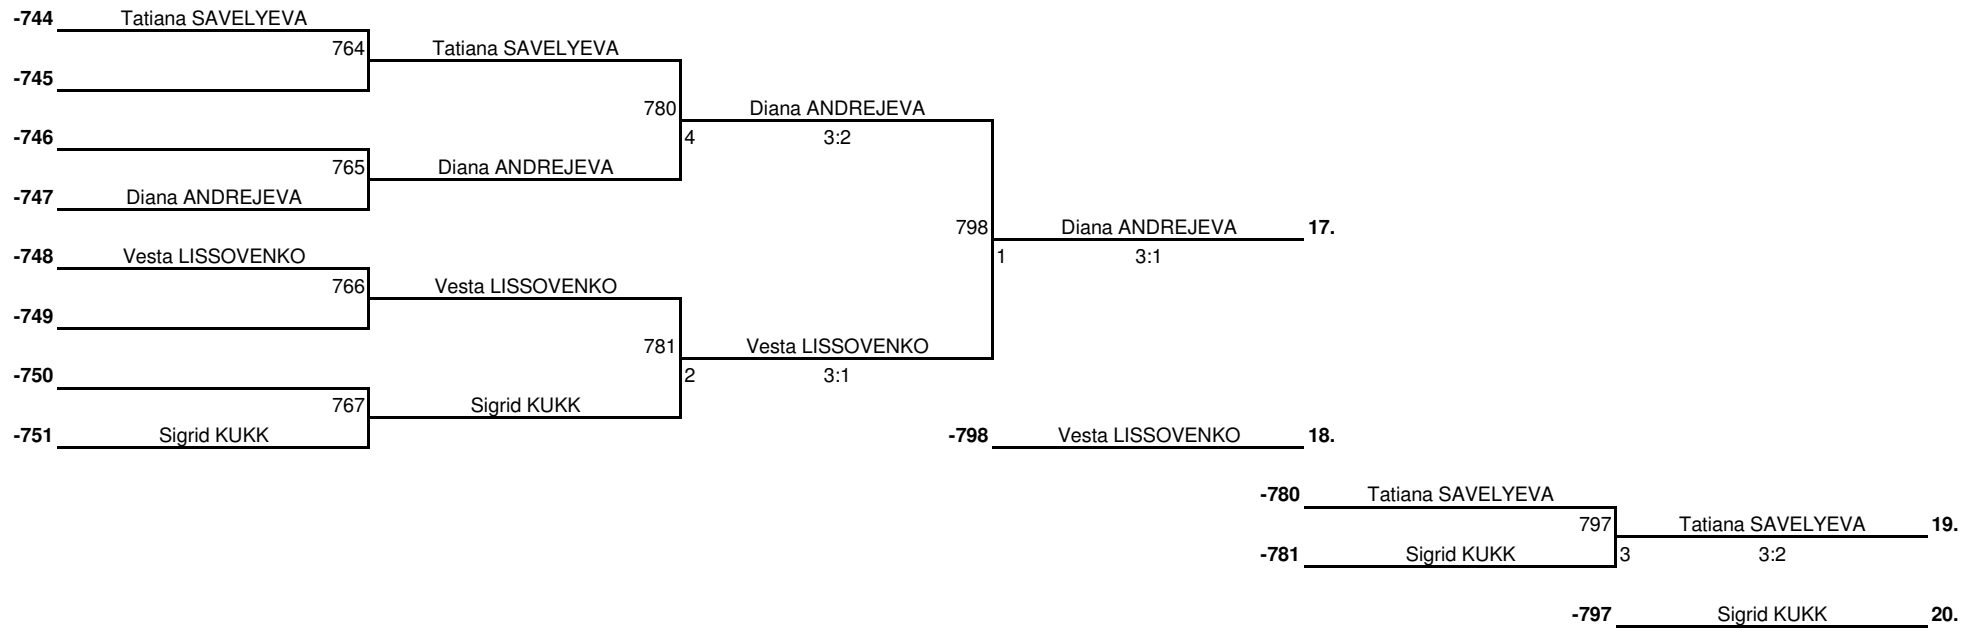 -744 Tatiana SAVELYEVA
764 Tatiana SAVELYEVA
-745
780 Diana ANDREJEVA
-746 4 3:2
765 Diana ANDREJEVA
-747 Diana ANDREJEVA
798 Diana ANDREJEVA 17.
-748 Vesta LISSOVENKO 1 3:1
766 Vesta LISSOVENKO
-749
781 Vesta LISSOVENKO
-750 2 3:1
767 Sigrid KUKK
-751 Sigrid KUKK -798 Vesta LISSOVENKO 18.
-780 Tatiana SAVELYEVA
797 Tatiana SAVELYEVA 19.
-781 Sigrid KUKK 3 3:2
-797 Sigrid KUKK 20.